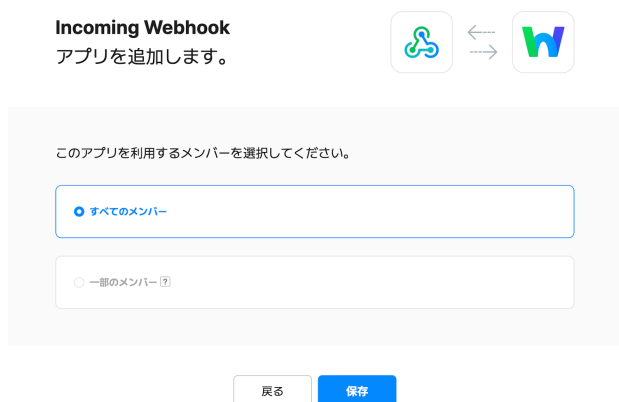 Incoming Webhook
アプリを追加します。
このアプリを利用するメンバーを選択してください。
すべてのメンバー
一部のメンバー ?
戻る
保存